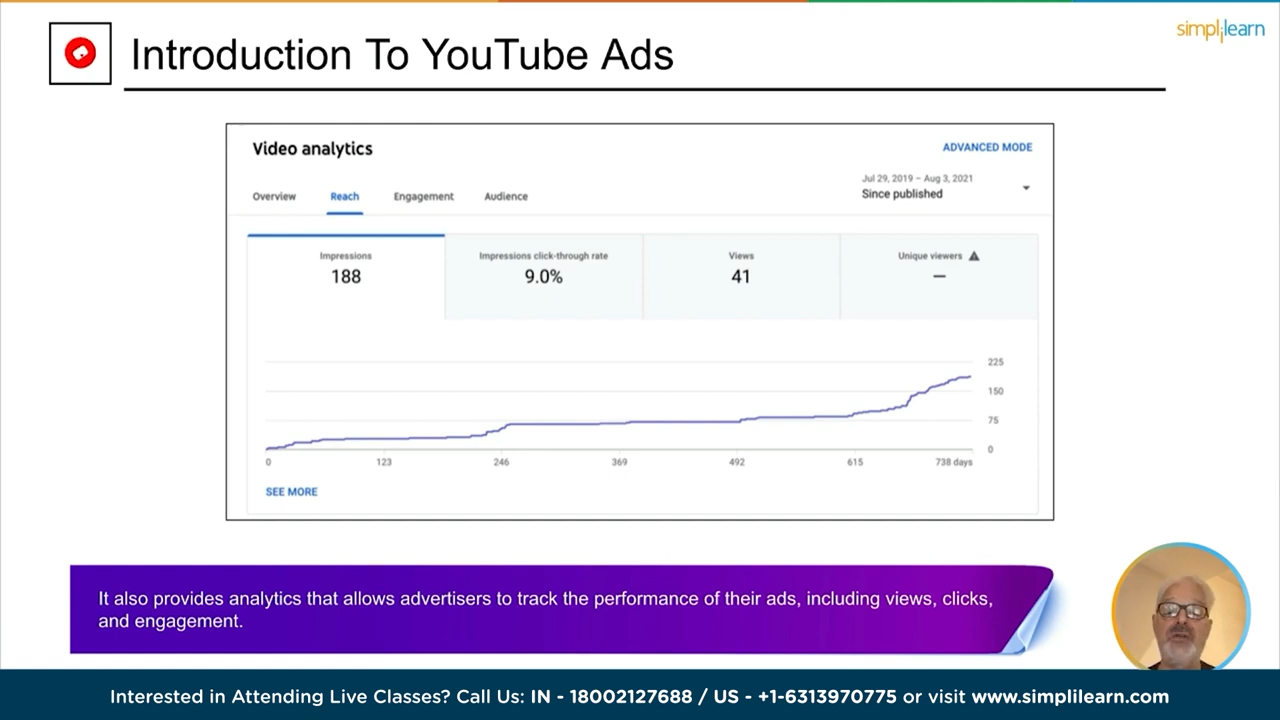 simplilearn
Introduction To YouTube Ads
Video analytics
ADVANCED MODE
Jul 29, 2019 – Aug 3, 2021
Since published
Overview
Reach
Engagement
Audience
Impressions
188
Impressions click-through rate
9.0%
Views
41
Unique viewers
—
225
150
75
0
0
123
246
369
492
615
738 days
SEE MORE
It also provides analytics that allows advertisers to track the performance of their ads, including views, clicks,
and engagement.
Interested in Attending Live Classes? Call Us: IN - 18002127688 / US - +1-6313970775 or visit www.simplilearn.com